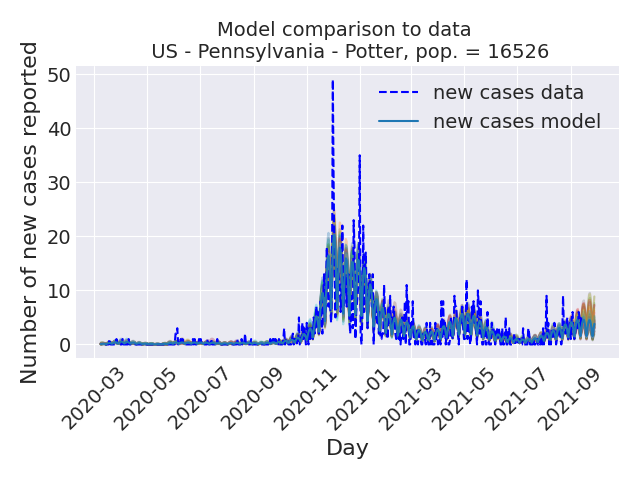 Model comparison to data
US - Pennsylvania - Potter, pop. = 16526
Number of new cases reported
50
40
30
20
10
0
new cases data
new cases model
2020-03
2020-05
2020-07
2020-09
2020-11
2021-01
2021-03
2021-05
2021-07
2021-09
Day